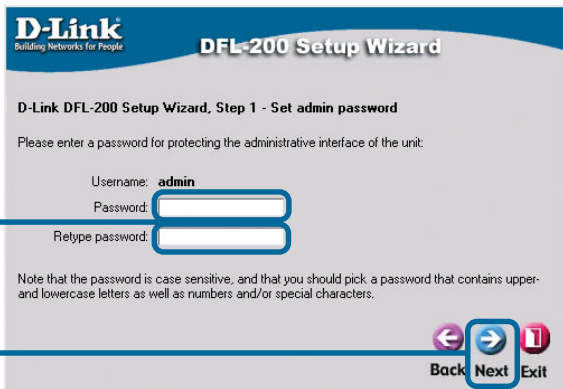 D-Link
Building Networks for People
DFL-200 Setup Wizard
D-Link DFL-200 Setup Wizard, Step 1 - Set admin password
Please enter a password for protecting the administrative interface of the unit:
Username: admin
Password:
Retype password:
Note that the password is case sensitive, and that you should pick a password that contains upper-
and lowercase letters as well as numbers and/or special characters.
Back Next Exit